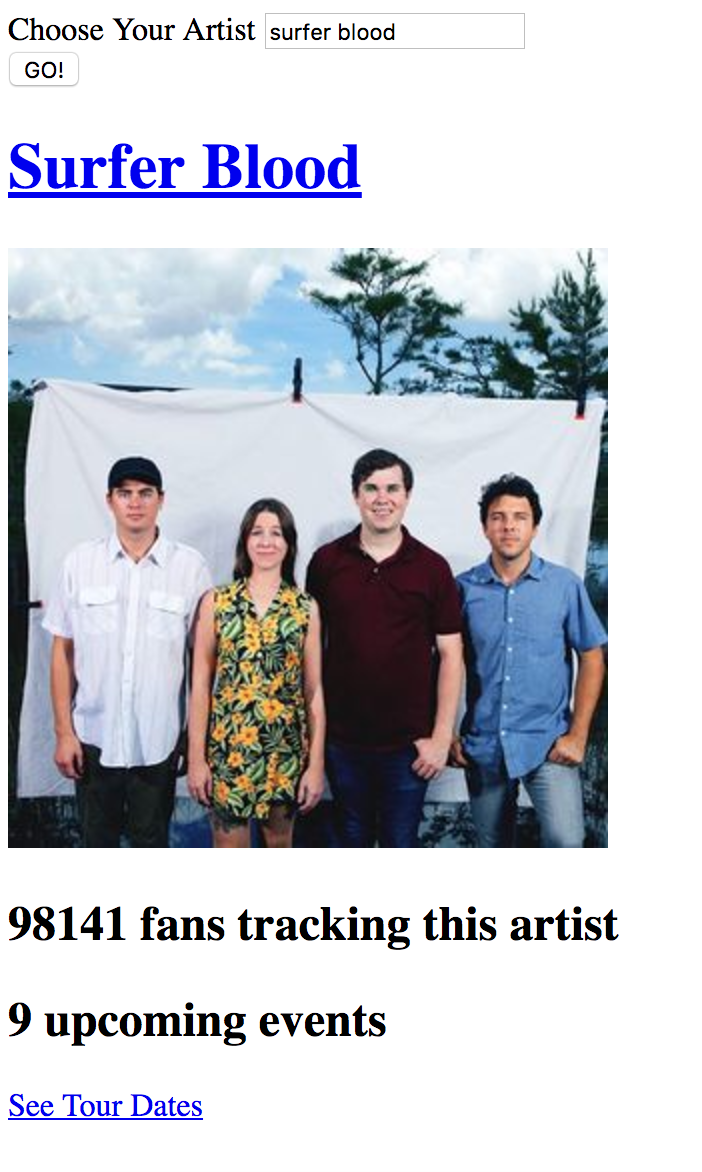 Choose Your Artist surfer blood
GO!
Surfer Blood
98141 fans tracking this artist
9 upcoming events
See Tour Dates